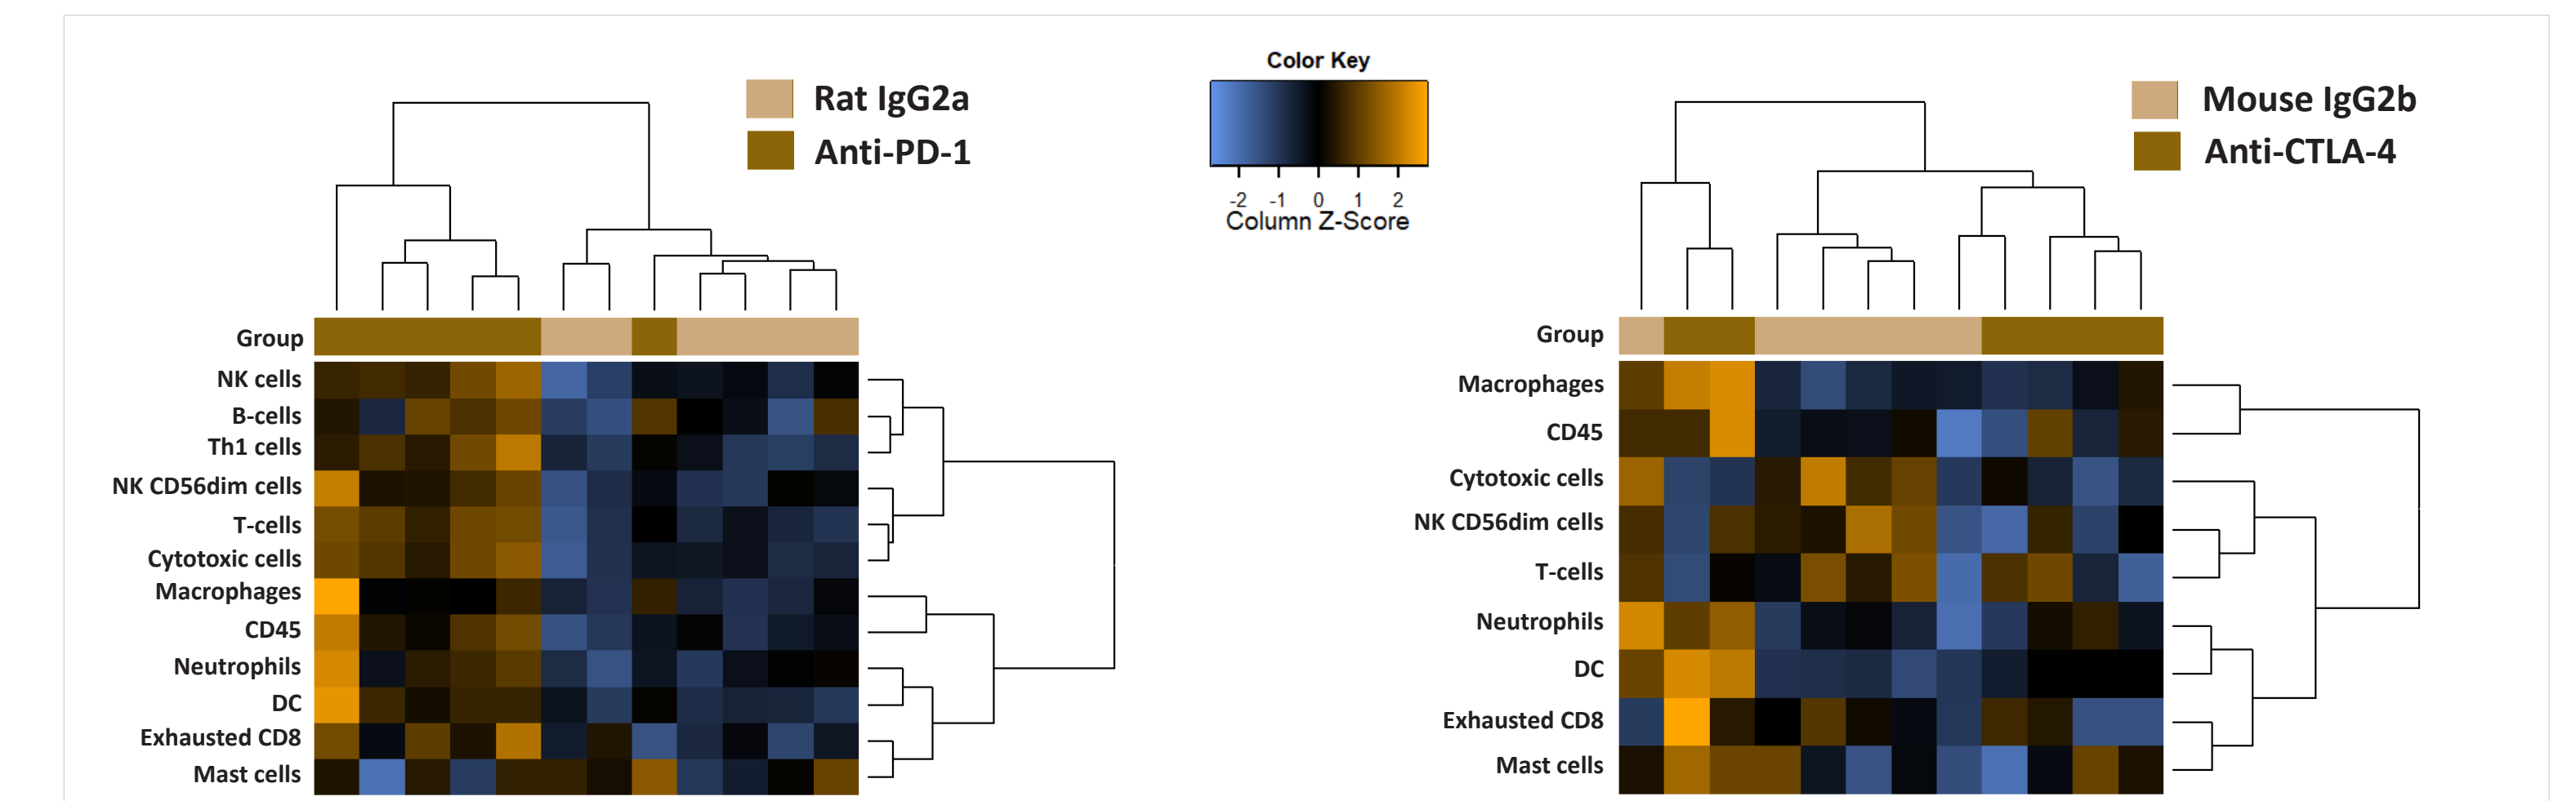 Color Key
-2 -1 0 1 2
Column Z-Score
Rat IgG2a
Anti-PD-1
Group
NK cells
B-cells
Th1 cells
NK CD56dim cells
T-cells
Cytotoxic cells
Macrophages
CD45
Neutrophils
DC
Exhausted CD8
Mast cells
Mouse IgG2b
Anti-CTLA-4
Group
Macrophages
CD45
Cytotoxic cells
NK CD56dim cells
T-cells
Neutrophils
DC
Exhausted CD8
Mast cells